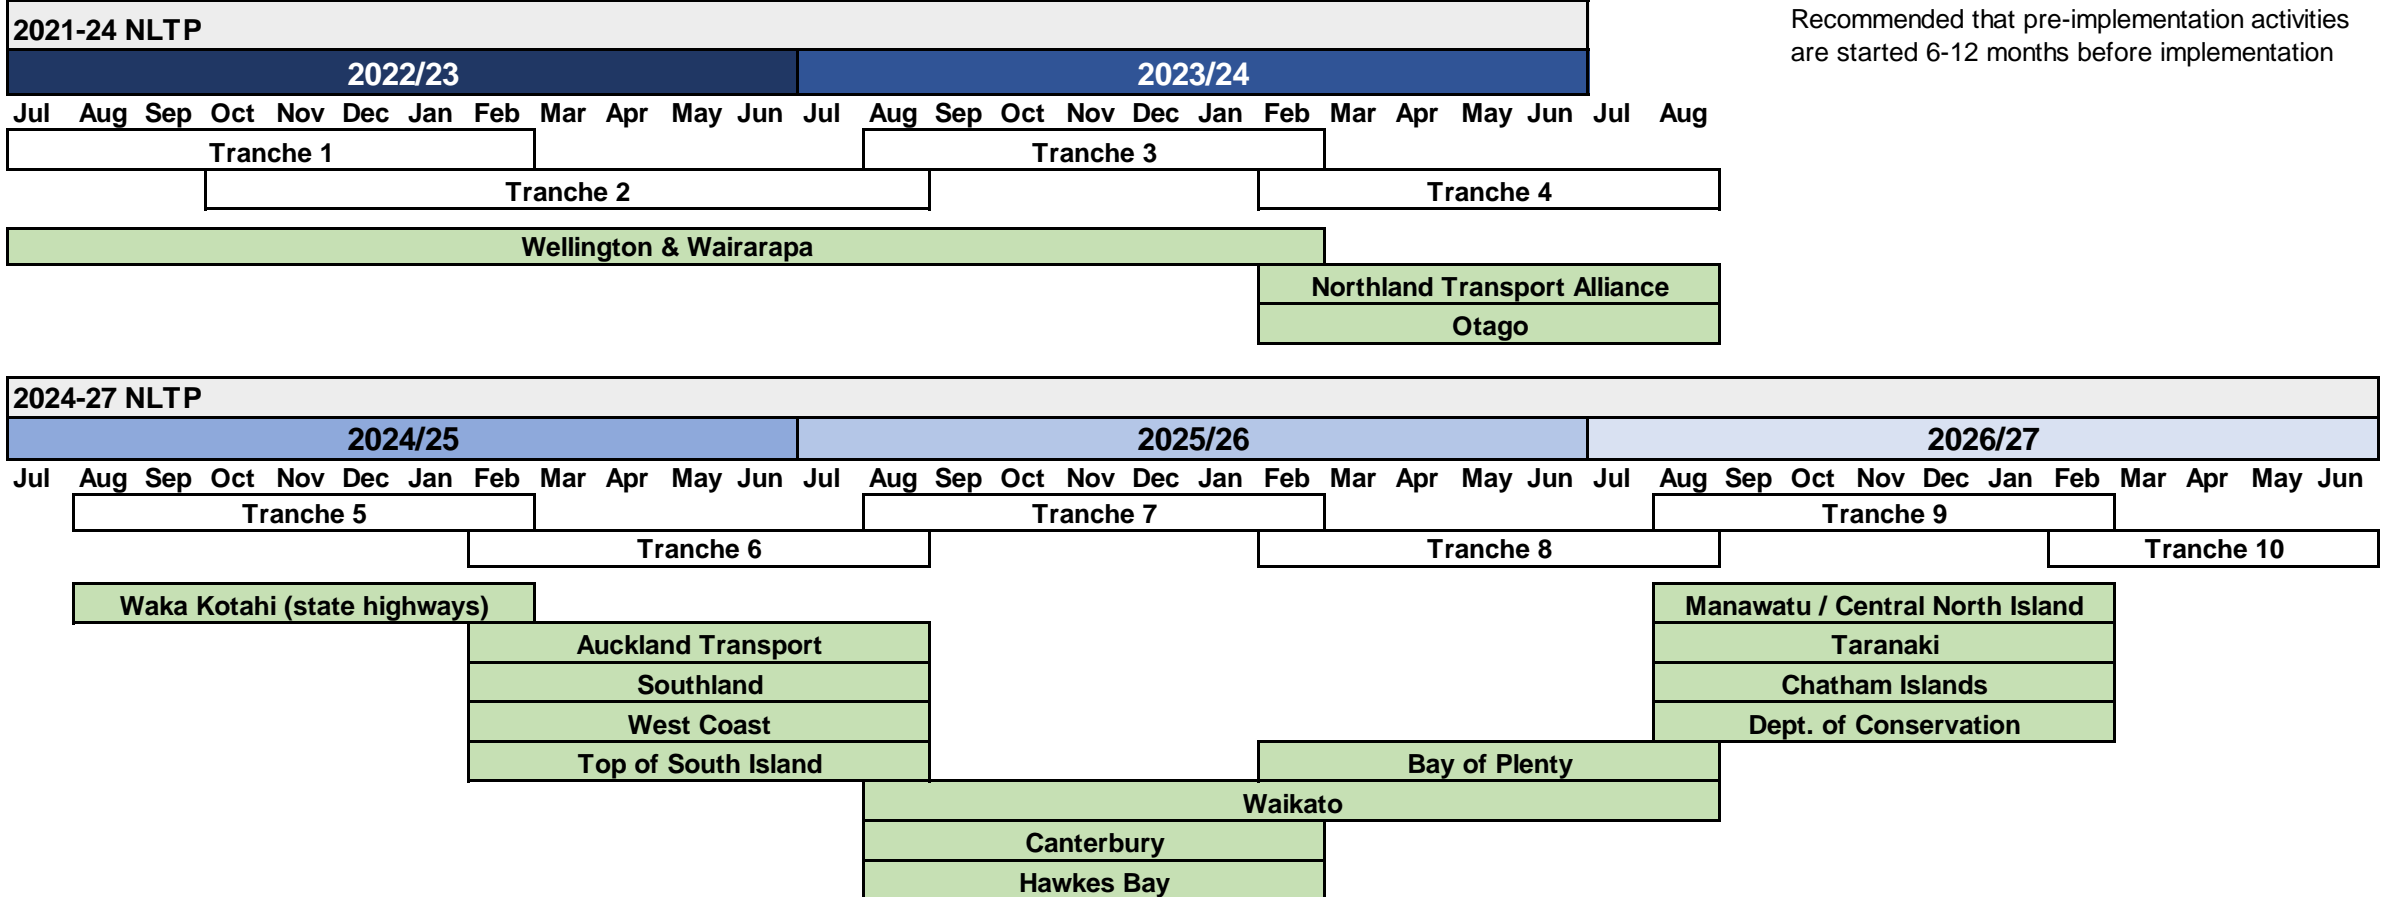 2021-24 NLTP
Recommended that pre-implementation activities
are started 6-12 months before implementation
2022/23 2023/24
Jul Aug Sep Oct Nov Dec Jan Feb Mar Apr May Jun Jul Aug Sep Oct Nov Dec Jan Feb Mar Apr May Jun Jul Aug
Tranche 1 Tranche 3
Tranche 2 Tranche 4
Wellington & Wairarapa
Northland Transport Alliance
Otago
2024-27 NLTP
2024/25 2025/26 2026/27
Jul Aug Sep Oct Nov Dec Jan Feb Mar Apr May Jun Jul Aug Sep Oct Nov Dec Jan Feb Mar Apr May Jun Jul Aug Sep Oct Nov Dec Jan Feb Mar Apr May Jun
Tranche 5 Tranche 7 Tranche 9
Tranche 6 Tranche 8 Tranche 10
Waka Kotahi (state highways) Manawatu / Central North Island
Auckland Transport Taranaki
Southland Chatham Islands
West Coast Dept. of Conservation
Top of South Island Bay of Plenty
Waikato
Canterbury
Hawkes Bay